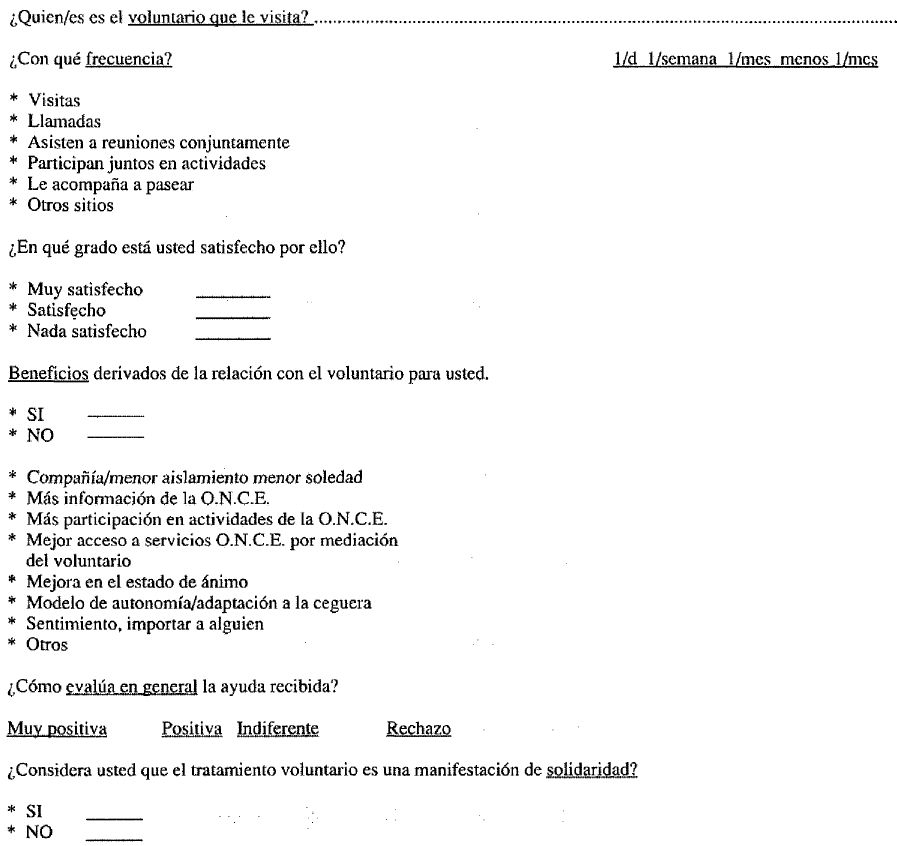 ¿Quien/es es el voluntario que le visita? ....................................................................................................
¿Con qué frecuencia? 1/d 1/semana 1/mes menos 1/mes
* Visitas
* Llamadas
* Asisten a reuniones conjuntamente
* Participan juntos en actividades
* Le acompaña a pasear
* Otros sitios
¿En qué grado está usted satisfecho por ello?
* Muy satisfecho ________
* Satisfecho ________
* Nada satisfecho ________
Beneficios derivados de la relación con el voluntario para usted.
* SI ______
* NO ______
* Compañía/menor aislamiento menor soledad
* Más información de la O.N.C.E.
* Más participación en actividades de la O.N.C.E.
* Mejor acceso a servicios O.N.C.E. por mediación
del voluntario
* Mejora en el estado de ánimo
* Modelo de autonomía/adaptación a la ceguera
* Sentimiento, importar a alguien
* Otros
¿Cómo evalúa en general la ayuda recibida?
Muy positiva Positiva Indiferente Rechazo
¿Considera usted que el tratamiento voluntario es una manifestación de solidaridad?
* SI ______
* NO ______